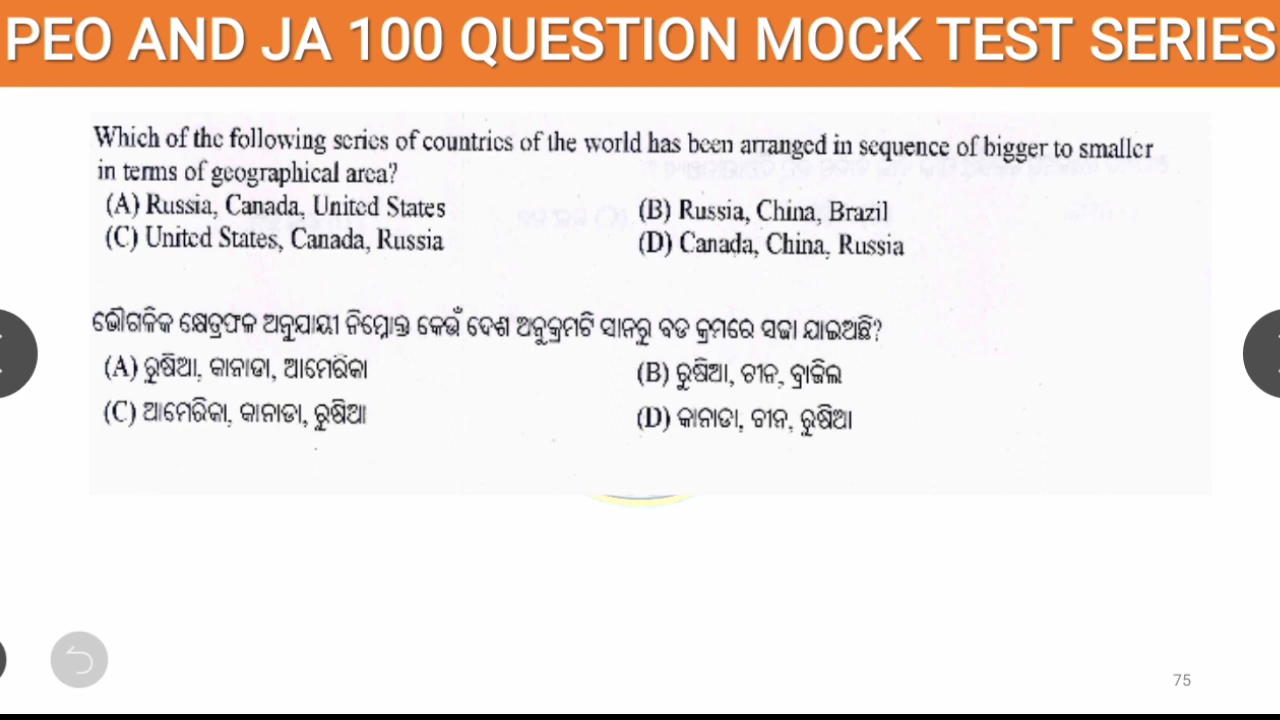 PEO AND JA 100 QUESTION MOCK TEST SERIES
Which of the following series of countries of the world has been arranged in sequence of bigger to smaller
in terms of geographical area?
(A) Russia, Canada, United States (B) Russia, China, Brazil
(C) United States, Canada, Russia (D) Canada, China, Russia
ଭୌଗଳିକ କ୍ଷେତ୍ରଫଳ ଅନୁଯାୟୀ ନିମ୍ନୋକ୍ତ କେଉଁ ଦେଶ ଅନୁକ୍ରମଟି ସାନରୁ ବଡ କ୍ରମରେ ସଜା ଯାଇଅଛି?
(A) ରୁଷିଆ, କାନାଡା, ଆମେରିକା (B) ରୁଷିଆ, ଚୀନ, ବ୍ରାଜିଲ
(C) ଆମେରିକା, କାନାଡା, ରୁଷିଆ (D) କାନାଡା, ଚୀନ, ରୁଷିଆ
75